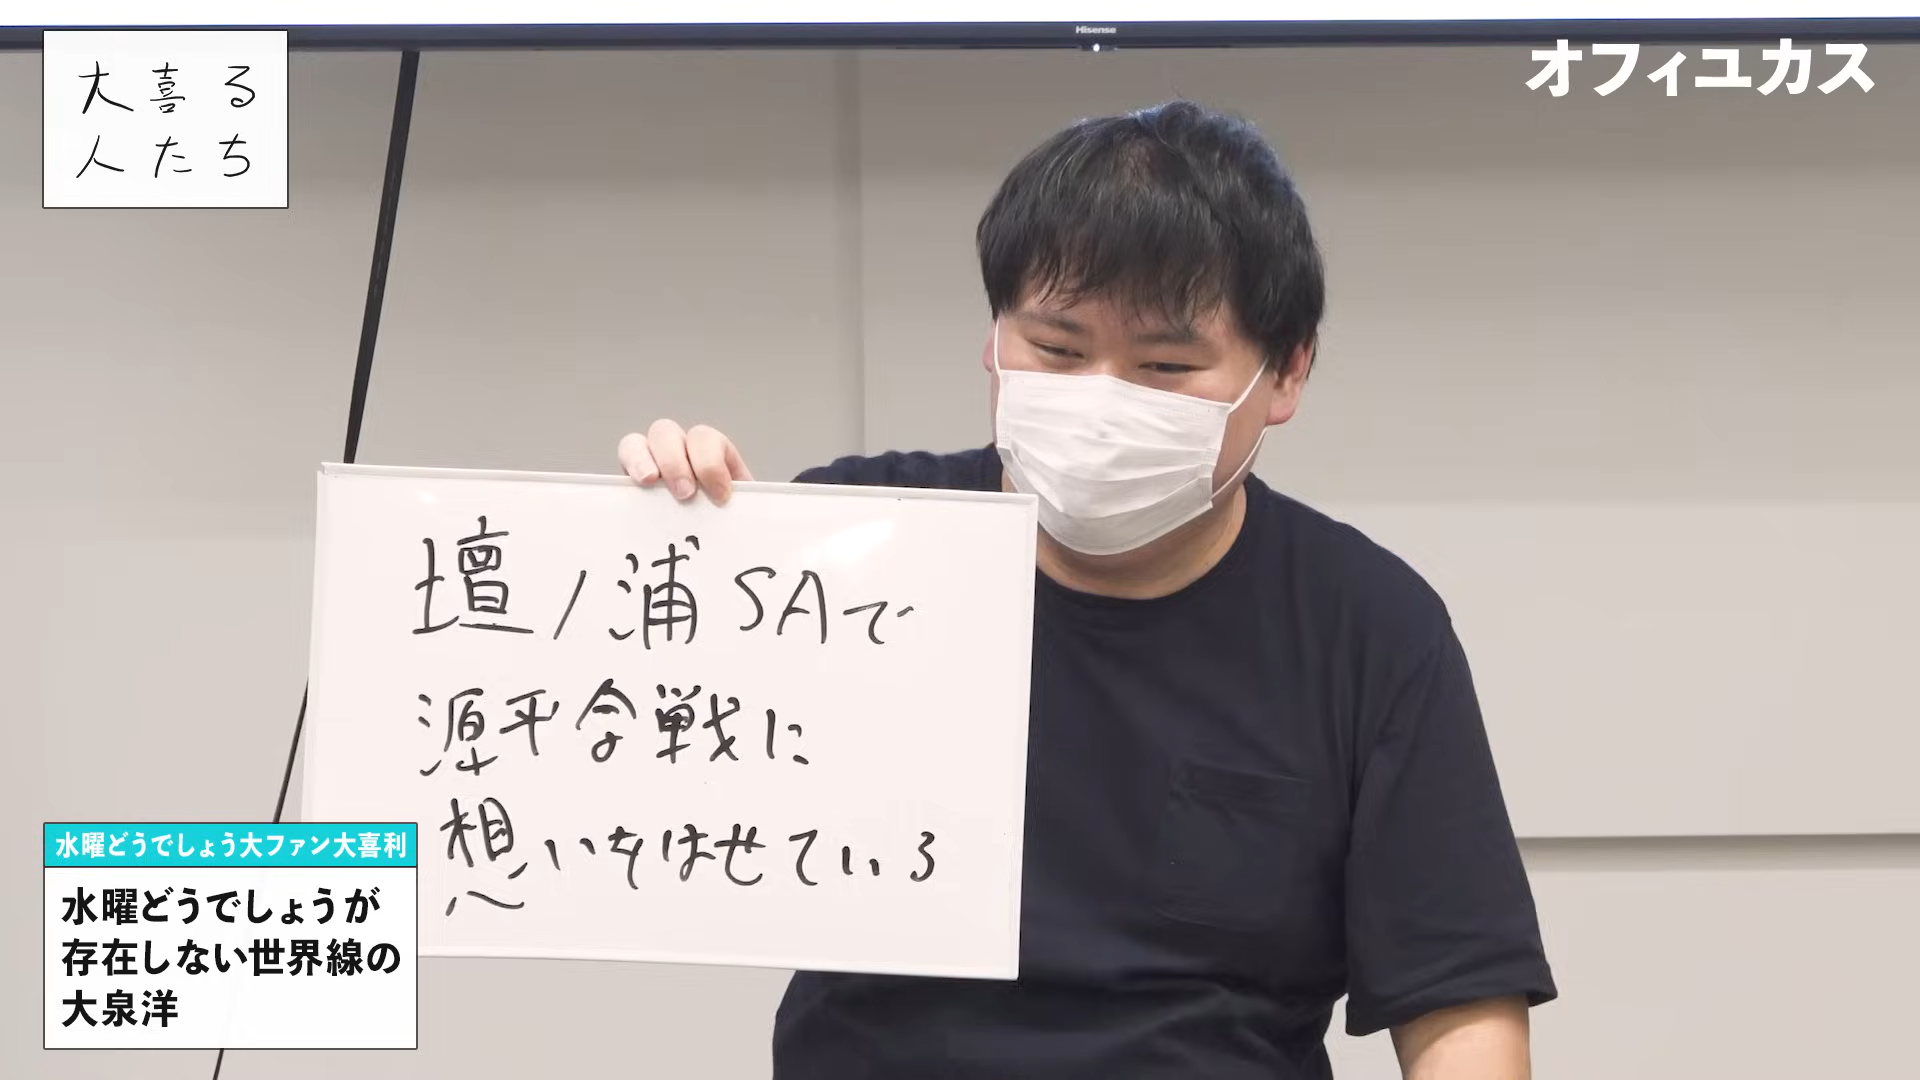 Hisense
大喜る
人たち
オフィユカス
壇ノ浦SAで
源平合戦に
想いをはせている
水曜どうでしょう大ファン大喜利
水曜どうでしょうが
存在しない世界線の
大泉洋